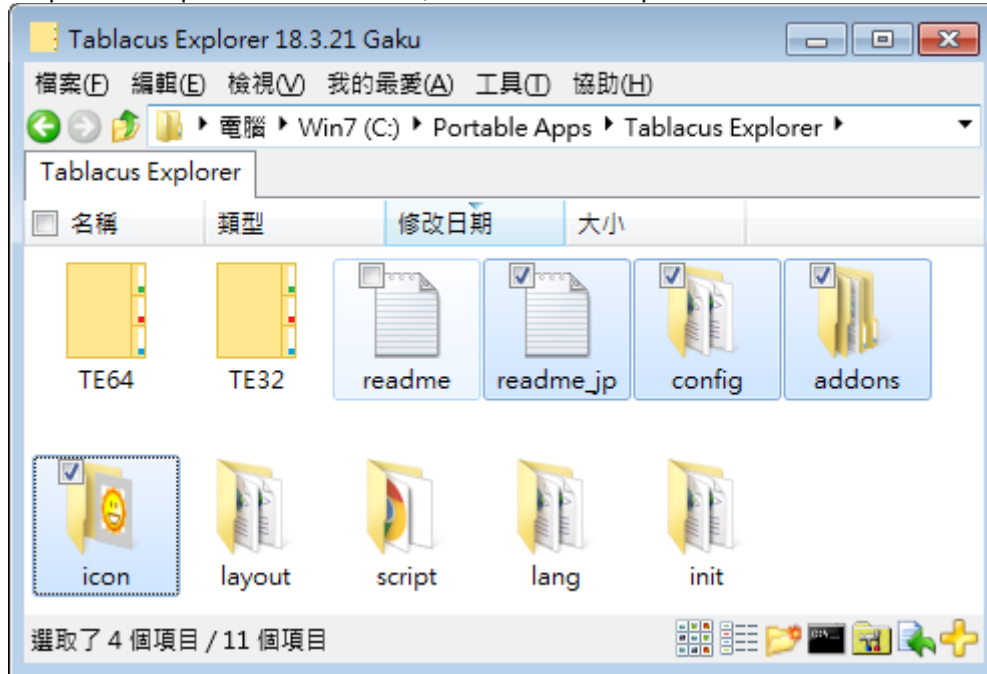 Tablacus Explorer 18.3.21 Gaku
檔案(F) 編輯(E) 檢視(V) 我的最愛(A) 工具(T) 協助(H)
電腦 Win7 (C:) Portable Apps Tablacus Explorer
Tablacus Explorer
名稱 類型 修改日期 大小
TE64 TE32 readme readme_jp config addons
icon layout script lang init
選取了 4 個項目 / 11 個項目